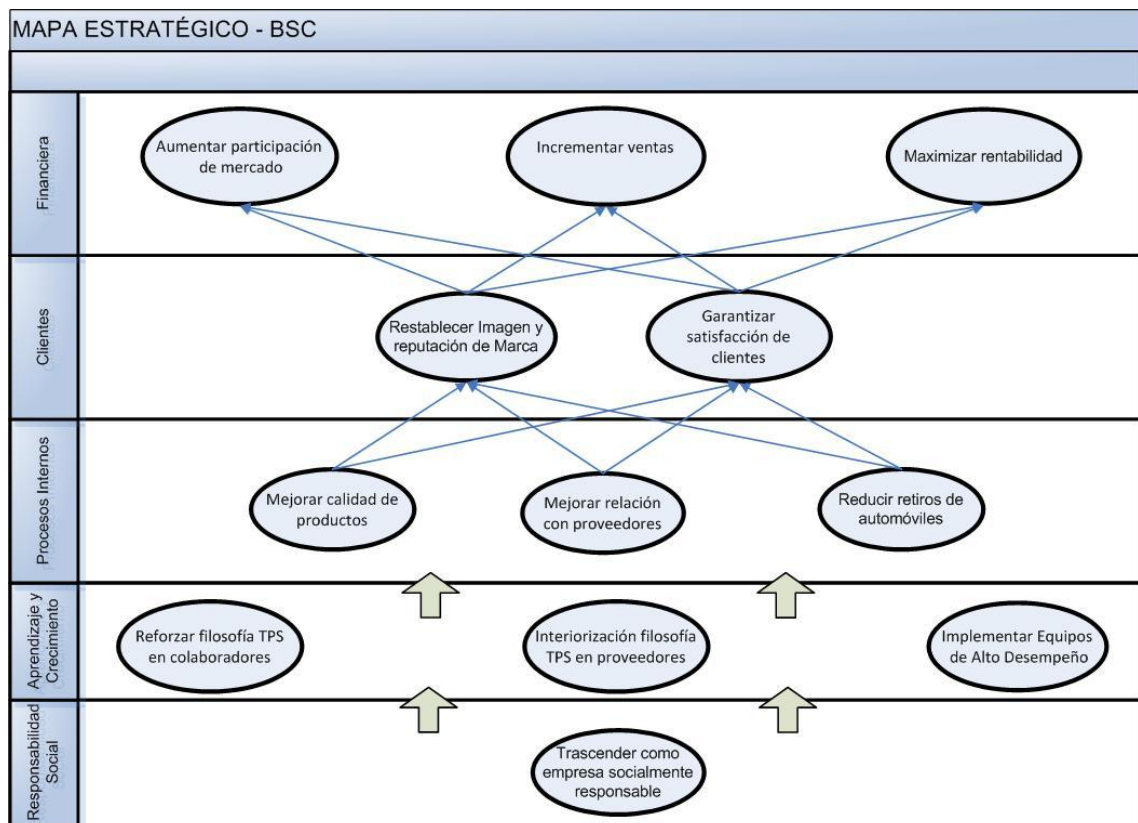 MAPA ESTRATÉGICO - BSC
Financiera
Aumentar participación
de mercado
Incrementar ventas
Maximizar rentabilidad
Clientes
Restablecer Imagen y
reputación de Marca
Garantizar
satisfacción de
clientes
Procesos Internos
Mejorar calidad de
productos
Mejorar relación
con proveedores
Reducir retiros de
automóviles
Aprendizaje y
Crecimiento
Reforzar filosofía TPS
en colaboradores
Interiorización filosofía
TPS en proveedores
Implementar Equipos
de Alto Desempeño
Responsabilidad
Social
Trascender como
empresa socialmente
responsable